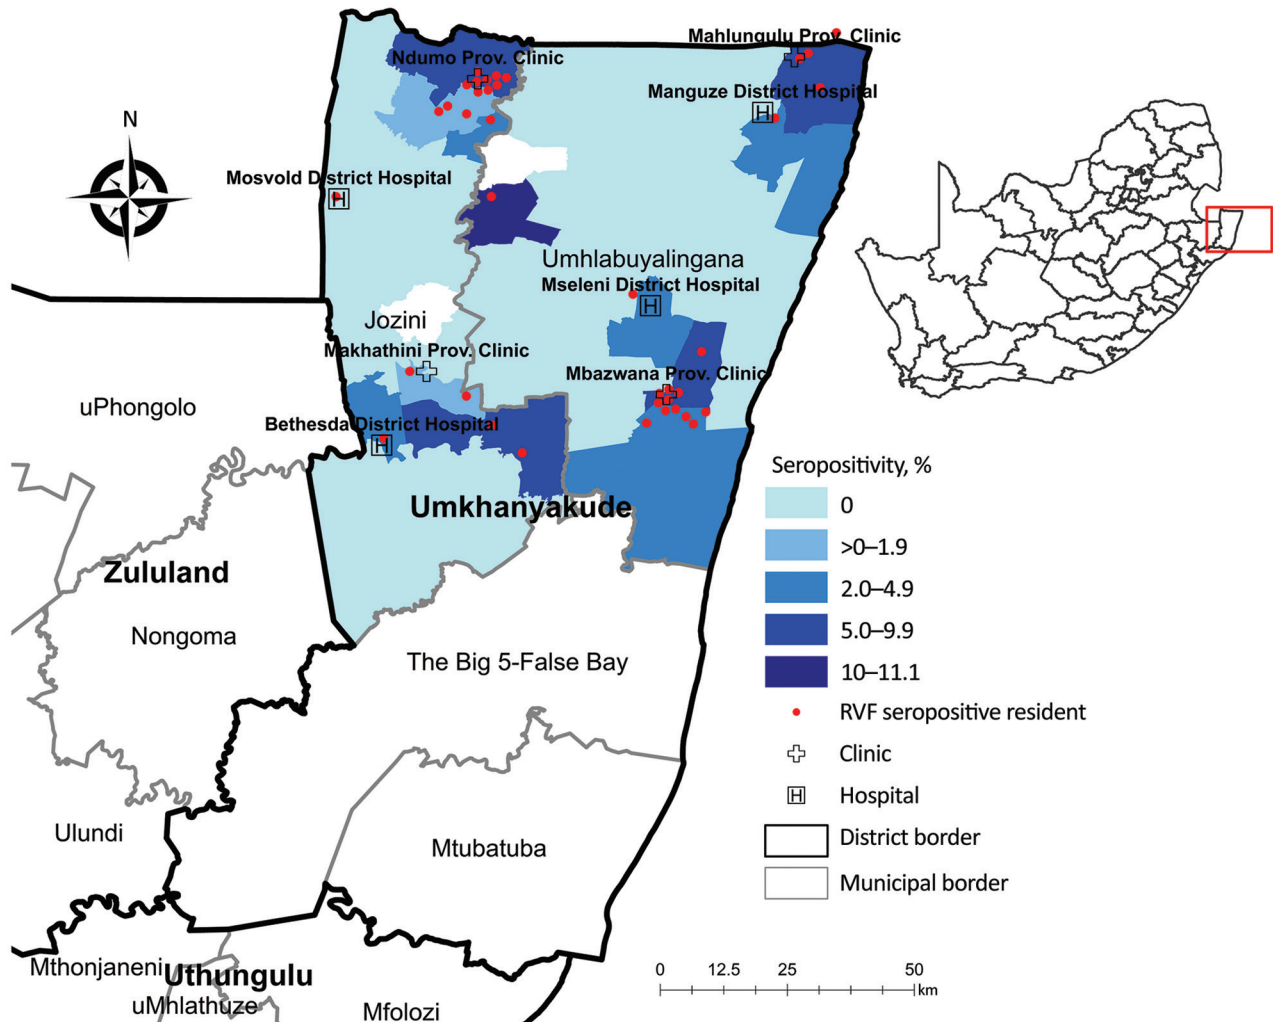 Mahlungulu Prov. Clinic
Ndumo Prov. Clinic
Manguze District Hospital
H
N
Mosvold District Hospital
H
Umhlabuyalingana
Mseleni District Hospital
H
Jozini
Makhathini Prov. Clinic
Mbazwana Prov. Clinic
uPhongolo
Bethesda District Hospital
H
Umkhanyakude
Zululand
Nongoma
The Big 5-False Bay
Ulundi
Mtubatuba
Mthonjaneni
Uthungulu
uMhlathuze
Mfolozi
Seropositivity, %
0
>0–1.9
2.0–4.9
5.0–9.9
10–11.1
RVF seropositive resident
Clinic
H Hospital
District border
Municipal border
0 12.5 25 50
km